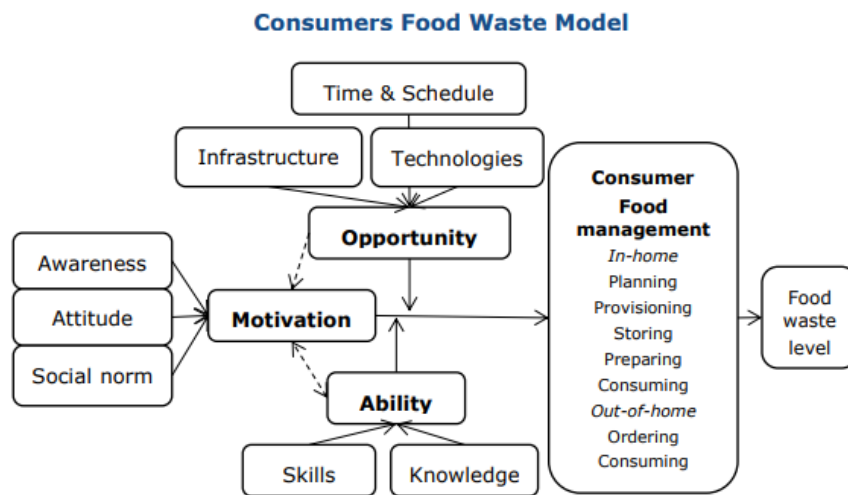 Consumers Food Waste Model
Time & Schedule
Infrastructure
Technologies
Opportunity
Awareness
Attitude
Social norm
Motivation
Ability
Skills
Knowledge
Consumer
Food
management
In-home
Planning
Provisioning
Storing
Preparing
Consuming
Out-of-home
Ordering
Consuming
Food
waste
level